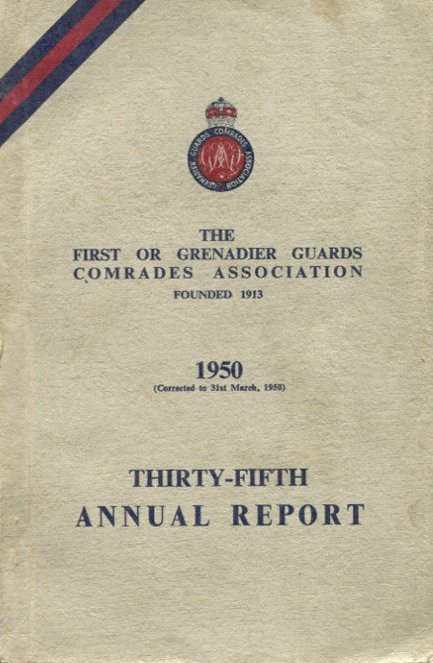 GRENADIER GUARDS COMRADES ASSOCIATION
THE
FIRST OR GRENADIER GUARDS
COMRADES ASSOCIATION
FOUNDED 1913
1950
(Corrected to 31st March, 1950)
THIRTY-FIFTH
ANNUAL REPORT